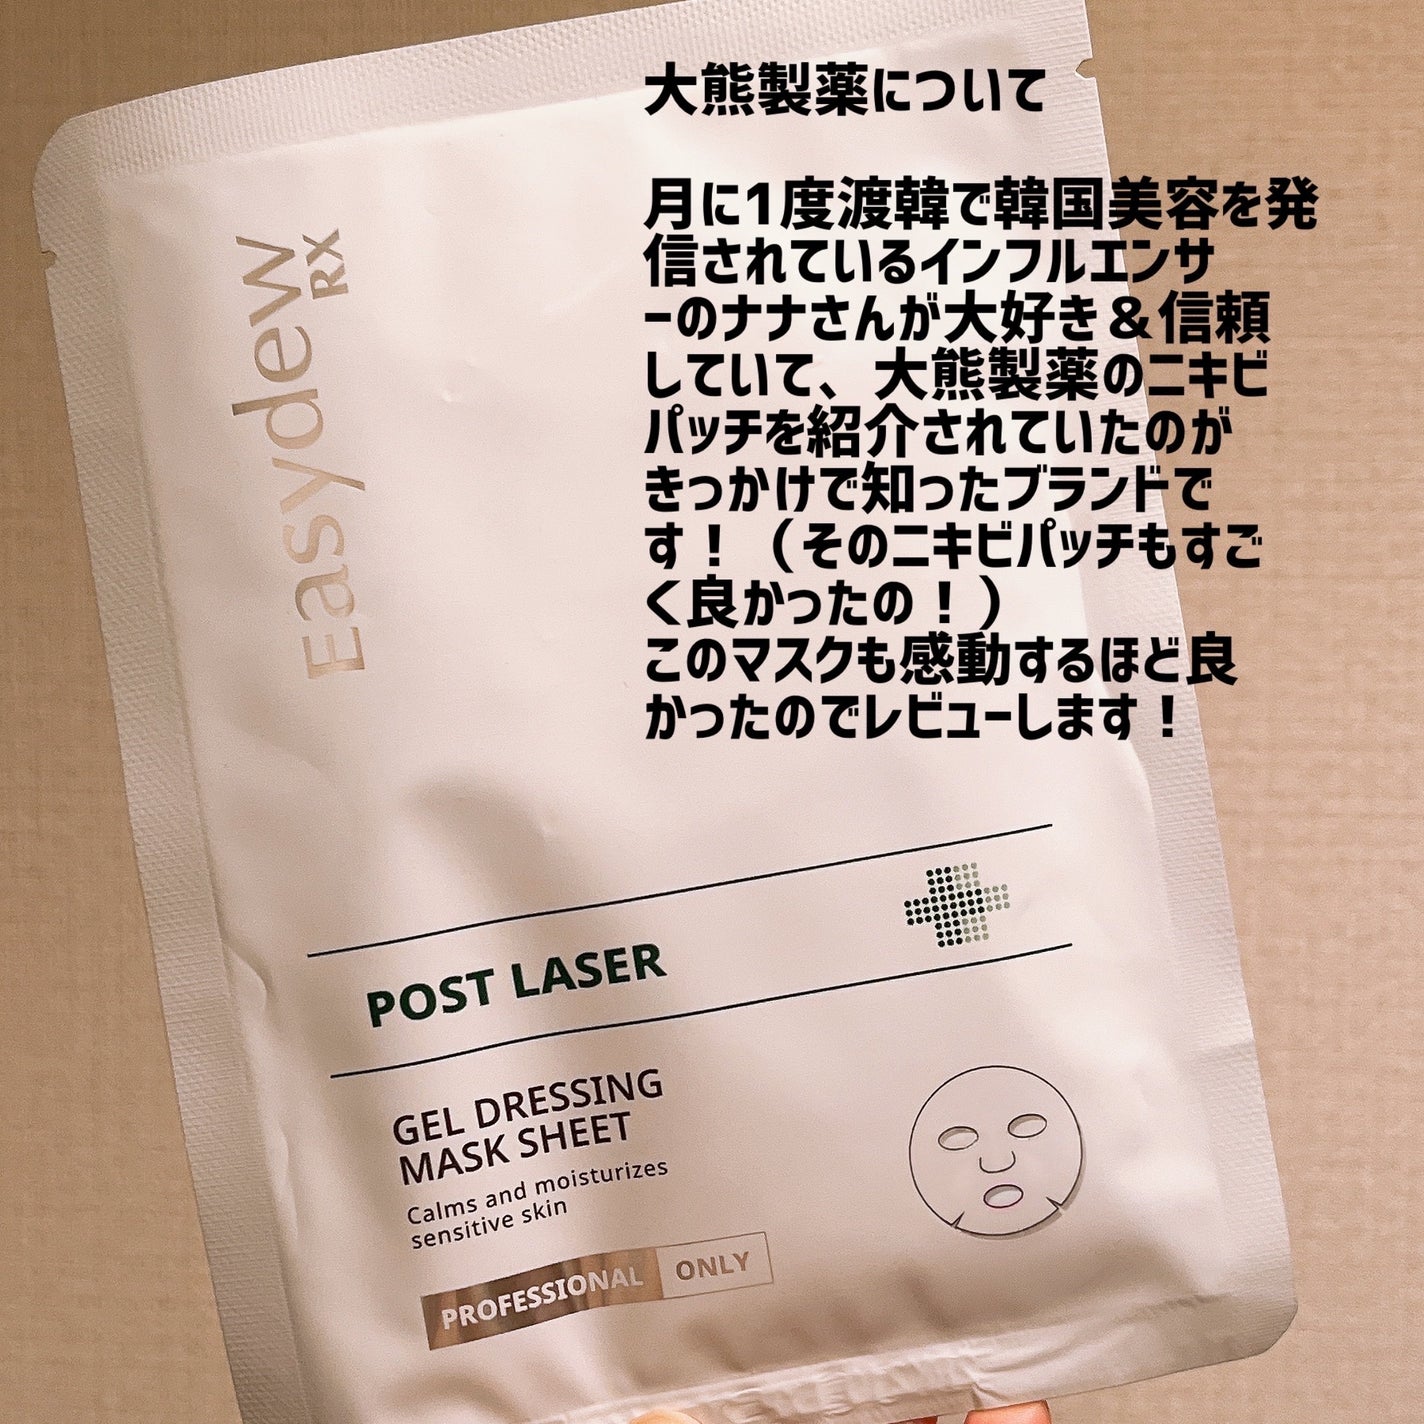 大熊製薬について
月に1度渡韓で韓国美容を発
信されているインフルエンサ
ーのナナさんが大好き＆信頼
していて、大熊製薬のニキビ
パッチを紹介されていたのが
きっかけで知ったブランドで
す！（そのニキビパッチもすご
く良かったの！）
このマスクも感動するほど良
かったのでレビューします！
Easydew
RX
POST LASER
GEL DRESSING
MASK SHEET
Calms and moisturizes
sensitive skin
PROFESSIONAL ONLY